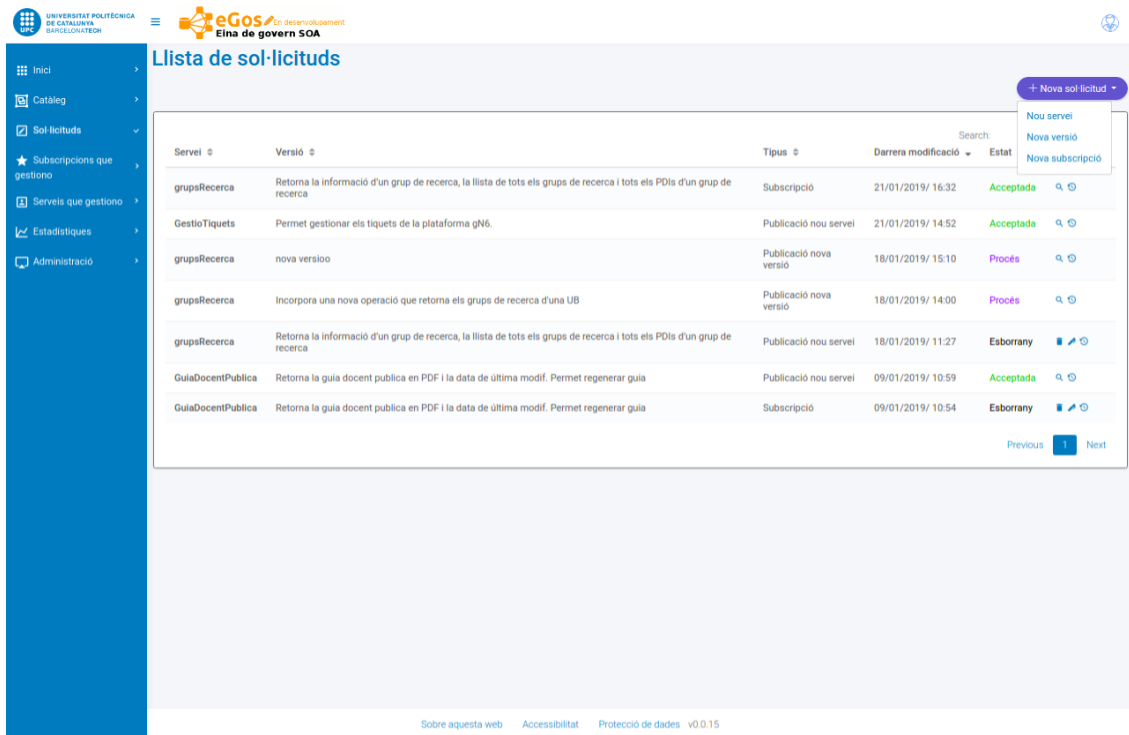 UNIVERSITAT POLITÈCNICA
DE CATALUNYA
BARCELONATECH
UPC
eGos En desenvolupament
Eina de govern SOA
Inici
Catàleg
Sol·licituds
Subscripcions que
gestiono
Serveis que gestiono
Estadístiques
Administració
Llista de sol·licituds
+ Nova sol·licitud
Nou servei
Nova versió
Nova subscripció
Search:
Servei Versió Tipus Darrera modificació Estat
grupsRecerca Retorna la informació d'un grup de recerca, la llista de tots els grups de recerca i tots els PDIs d'un grup de Subscripció 21/01/2019/ 16:32 Acceptada
recerca
GestioTiquets Permet gestionar els tiquets de la plataforma gN6. Publicació nou servei 21/01/2019/ 14:52 Acceptada
grupsRecerca nova versioo Publicació nova 18/01/2019/ 15:10 Procés
versió
grupsRecerca Incorpora una nova operació que retorna els grups de recerca d'una UB Publicació nova 18/01/2019/ 14:00 Procés
versió
grupsRecerca Retorna la informació d'un grup de recerca, la llista de tots els grups de recerca i tots els PDIs d'un grup de Publicació nou servei 18/01/2019/ 11:27 Esborrany
recerca
GuiaDocentPublica Retorna la guia docent publica en PDF i la data de última modif. Permet regenerar guia Publicació nou servei 09/01/2019/ 10:59 Acceptada
GuiaDocentPublica Retorna la guia docent publica en PDF i la data de última modif. Permet regenerar guia Subscripció 09/01/2019/ 10:54 Esborrany
Previous 1 Next
Sobre aquesta web Accessibilitat Protecció de dades v0.0.15